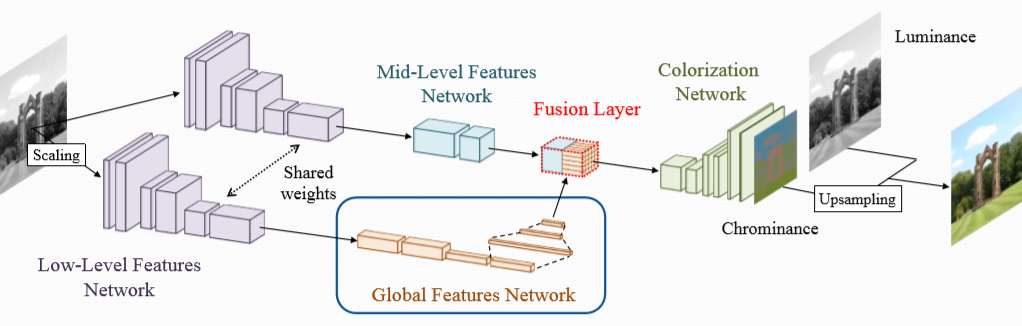 Luminance
Mid-Level Features
Network
Colorization
Network
Fusion Layer
Scaling
Shared
weights
Upsampling
Chrominance
Low-Level Features
Network
Global Features Network